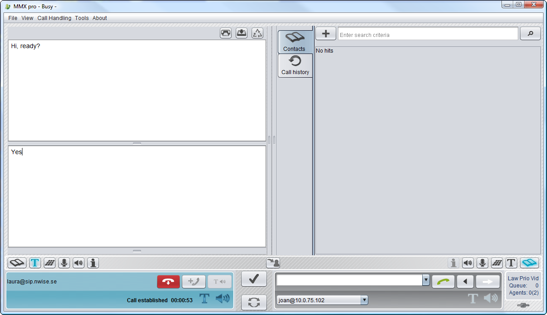 MMX pro - Busy -
File View Call Handling Tools About
Hi, ready?
Contacts
Enter search criteria
No hits
Call history
Yes
laura@sip.nwise.se
Call established 00:00:53
joan@10.0.75.102
Law Prio Vid
Queue: 0
Agents: 0(2)